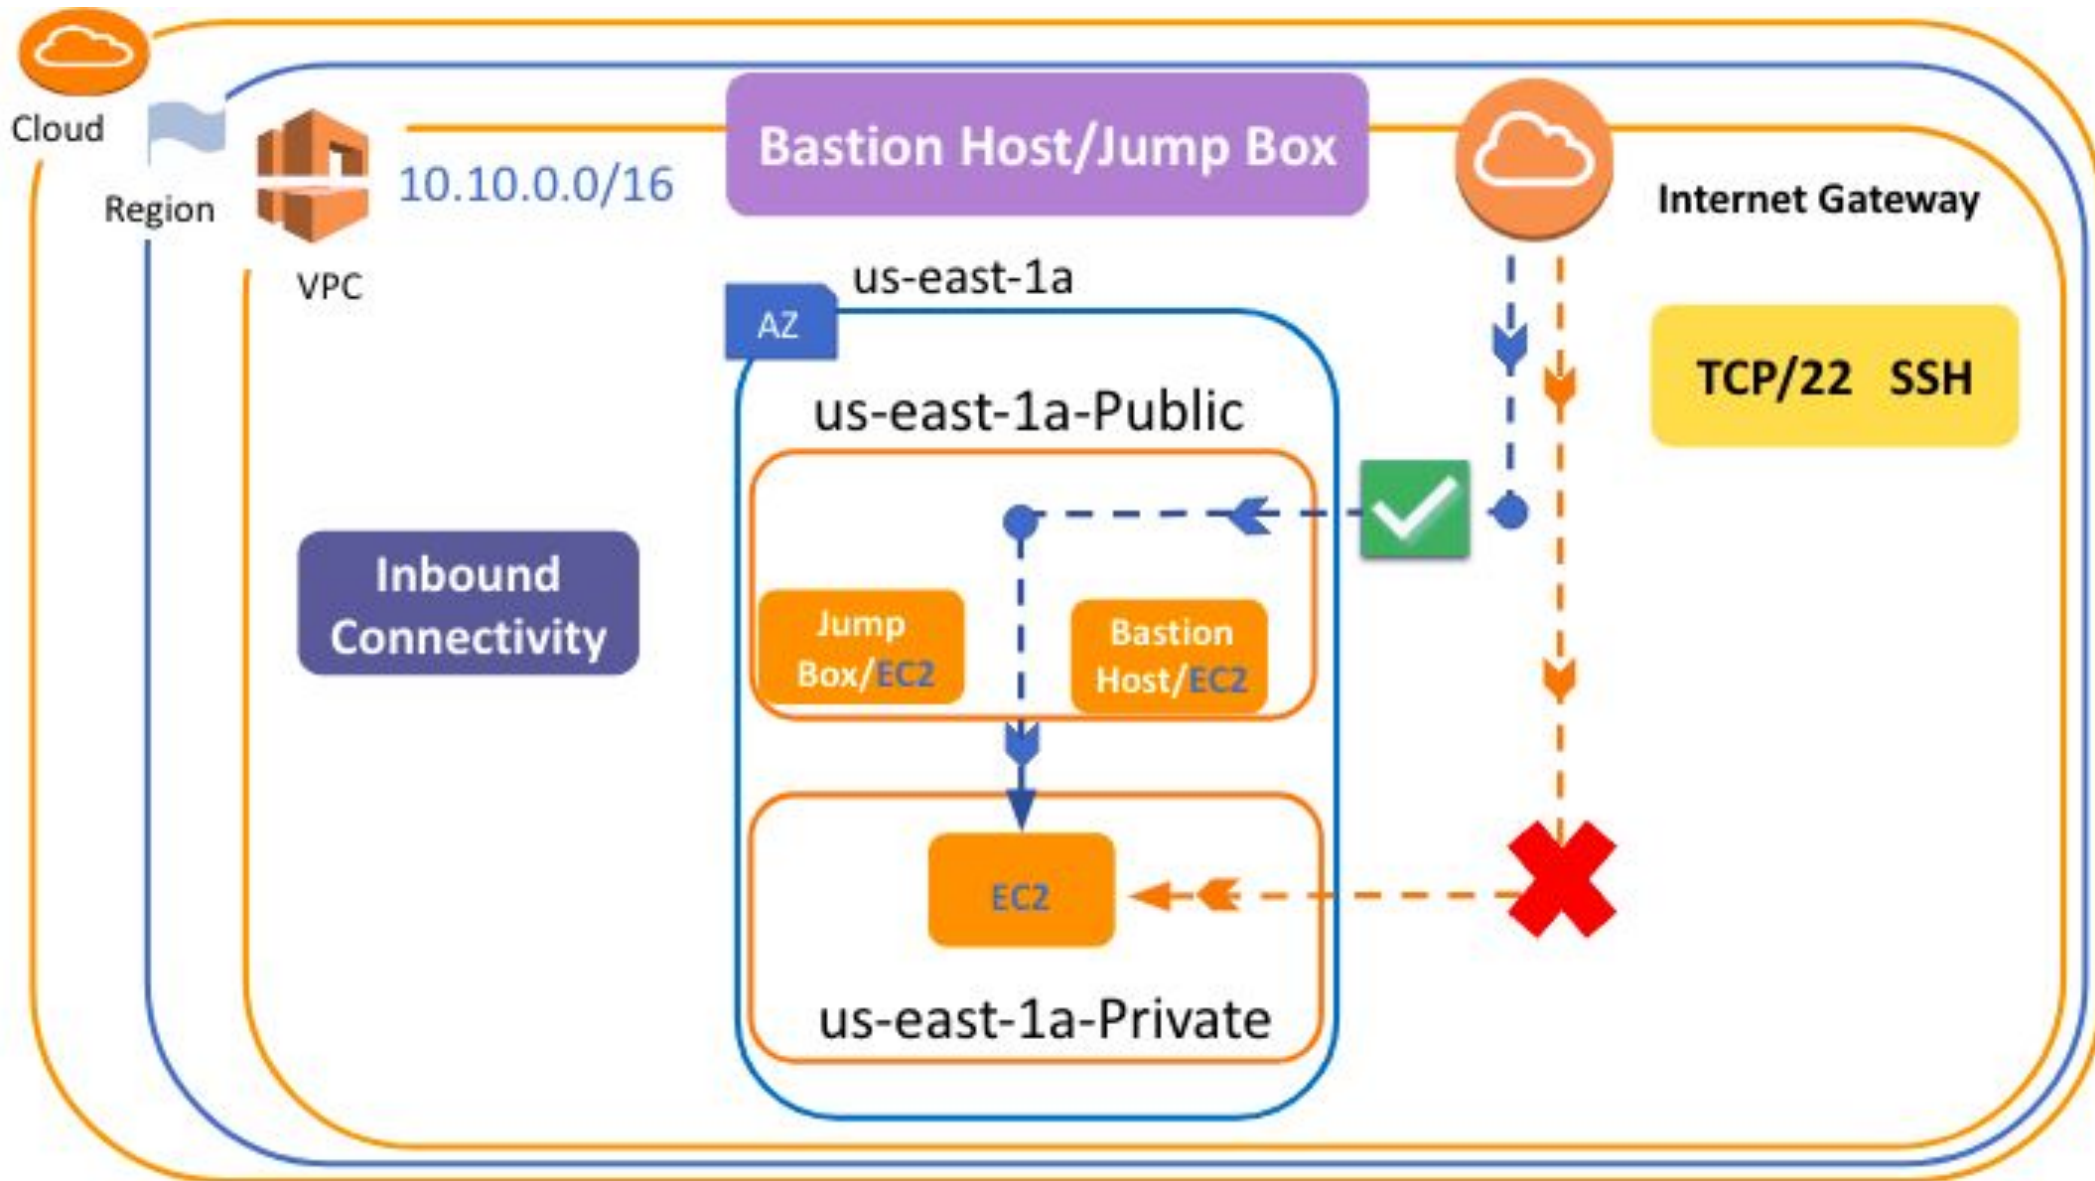 Cloud
Region
VPC
10.10.0.0/16
Bastion Host/Jump Box
Internet Gateway
us-east-1a
AZ
TCP/22 SSH
us-east-1a-Public
Inbound
Connectivity
Jump
Box/EC2
Bastion
Host/EC2
EC2
us-east-1a-Private